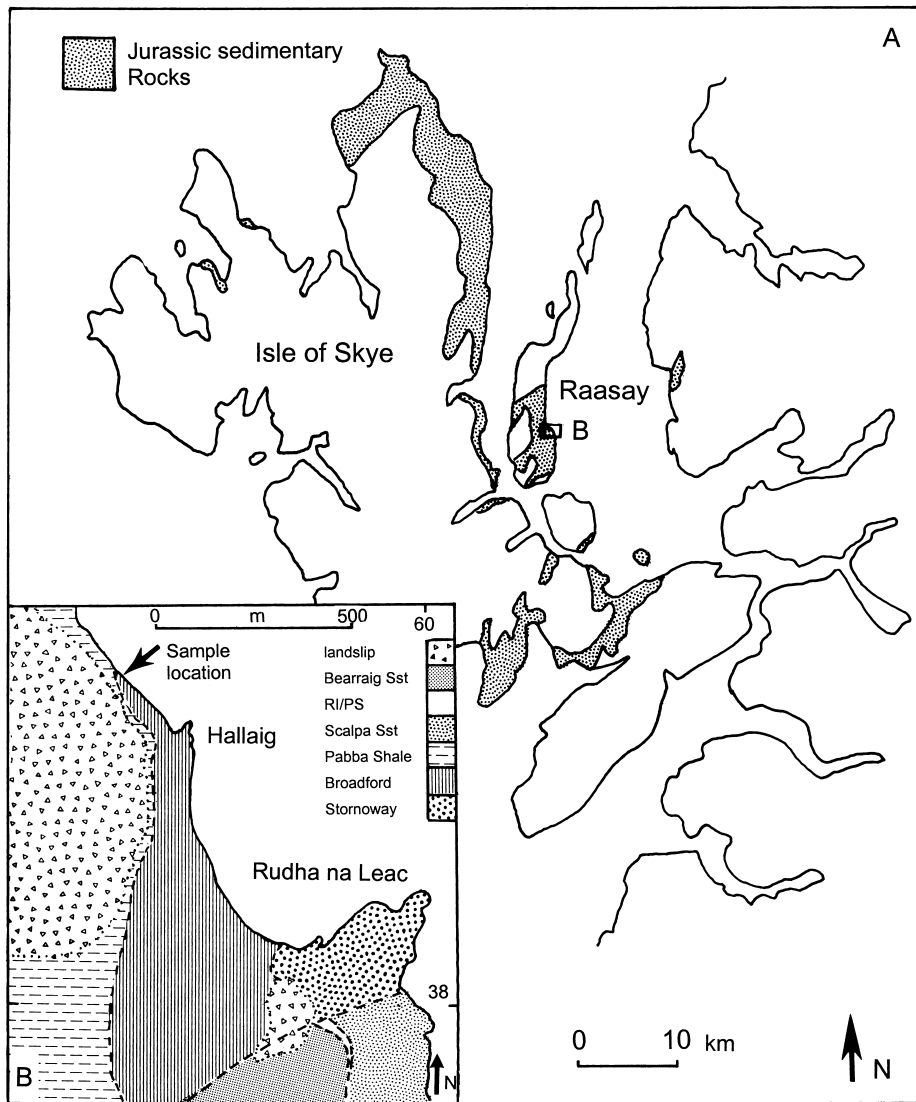 Jurassic sedimentary
Rocks
A
Isle of Skye
Raasay
B
0 m 500 60
Sample
location
landslip
Bearraig Sst
RI/PS
Hallaig
Scalpa Sst
Pabba Shale
Broadford
Stornoway
Rudha na Leac
38
0 10 km
N
B
N